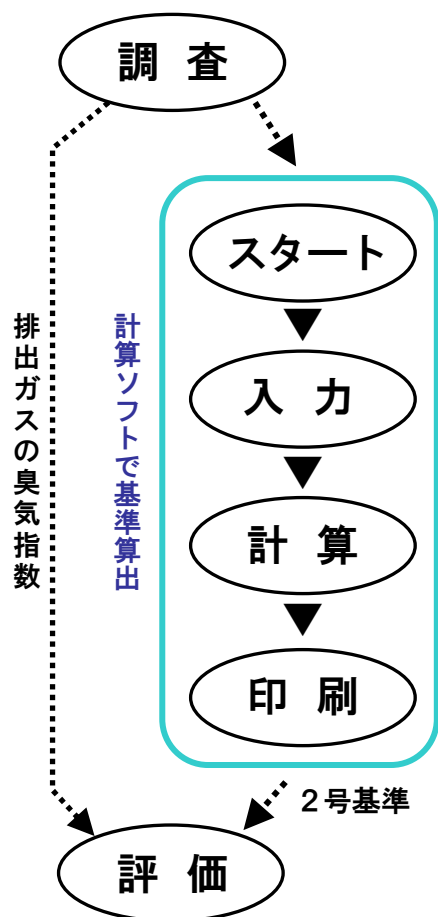 調 査
スタート
入 力
計 算
印 刷
排出ガスの臭気指数
計算ソフトで基準算出
２号基準
評 価